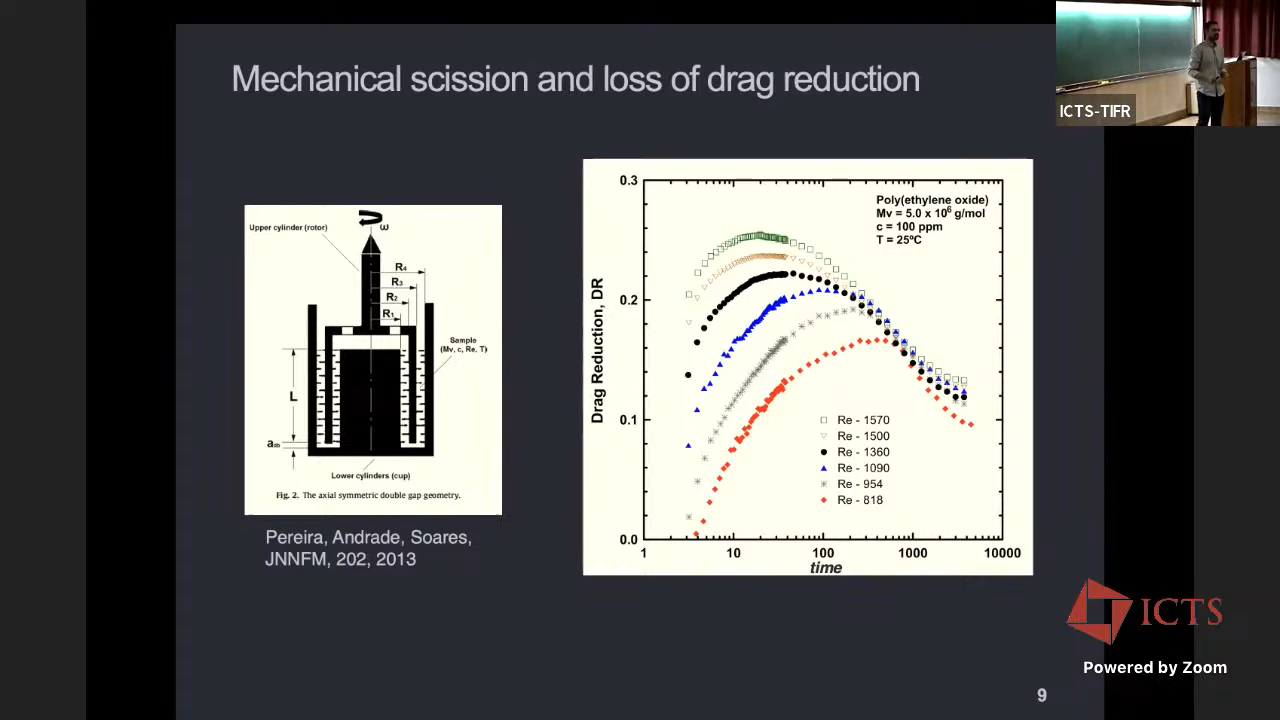 Mechanical scission and loss of drag reduction
ICTS-TIFR
Upper cylinder (rotor)
ω
R4
R3
R2
R1
Sample
(Mv, c, Re, T)
L
Lower cylinders (cup)
Fig. 2. The axial symmetric double gap geometry.
Pereira, Andrade, Soares,
JNNFM, 202, 2013
Poly(ethylene oxide)
Mv = 5.0 x 10⁶ g/mol
c = 100 ppm
T = 25ºC
Drag Reduction, DR
0.3
0.2
0.1
0.0
Re - 1570
Re - 1500
Re - 1360
Re - 1090
Re - 954
Re - 818
1 10 100 1000 10000
time
ICTS
Powered by Zoom
9